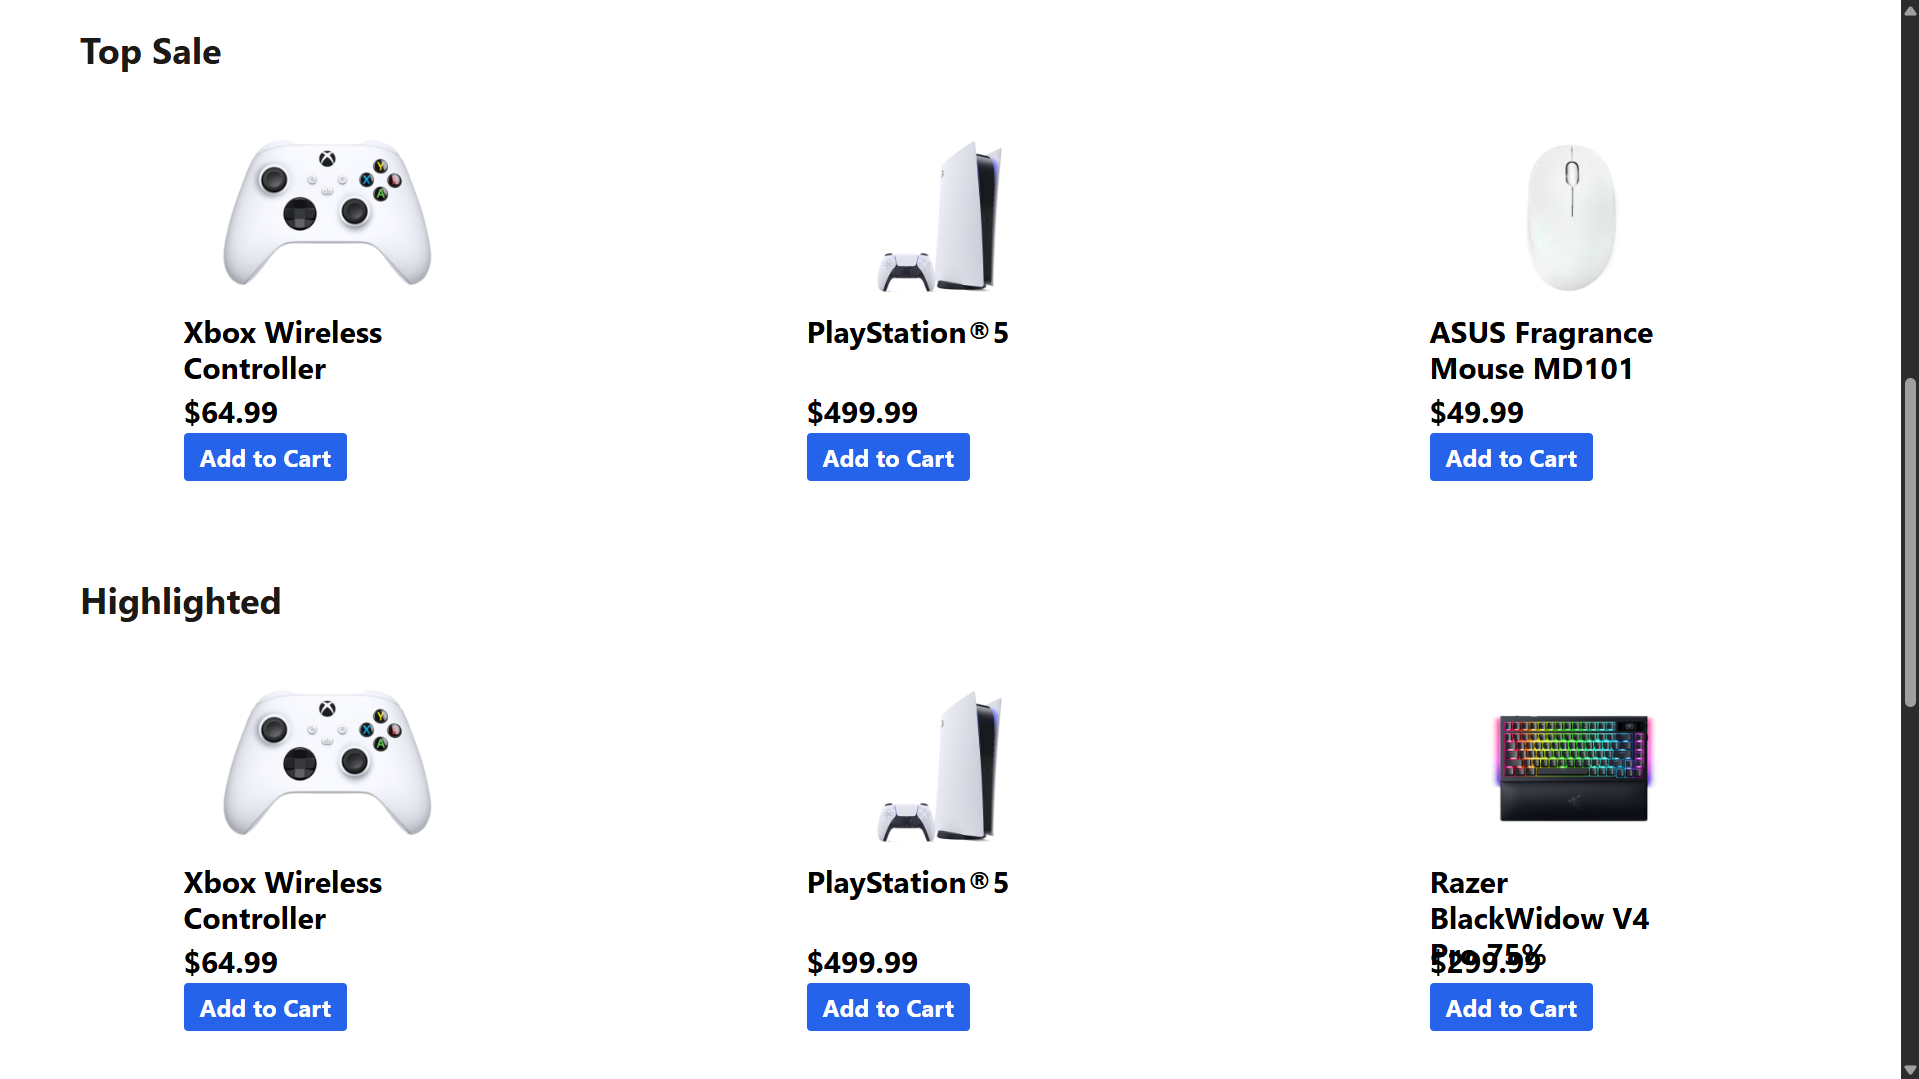 Top Sale
Xbox Wireless
Controller
$64.99
Add to Cart
PlayStation®5
$499.99
Add to Cart
ASUS Fragrance
Mouse MD101
$49.99
Add to Cart
Highlighted
Xbox Wireless
Controller
$64.99
Add to Cart
PlayStation®5
$499.99
Add to Cart
Razer
BlackWidow V4
Pro 75%
$299.99
Add to Cart